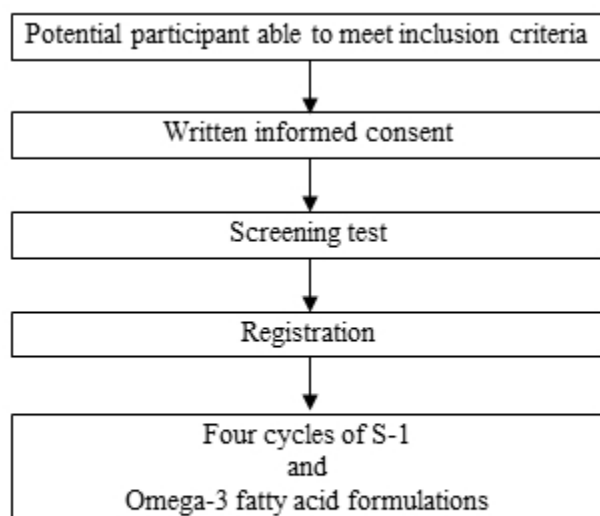 Potential participant able to meet inclusion criteria
Written informed consent
Screening test
Registration
Four cycles of S-1
and
Omega-3 fatty acid formulations